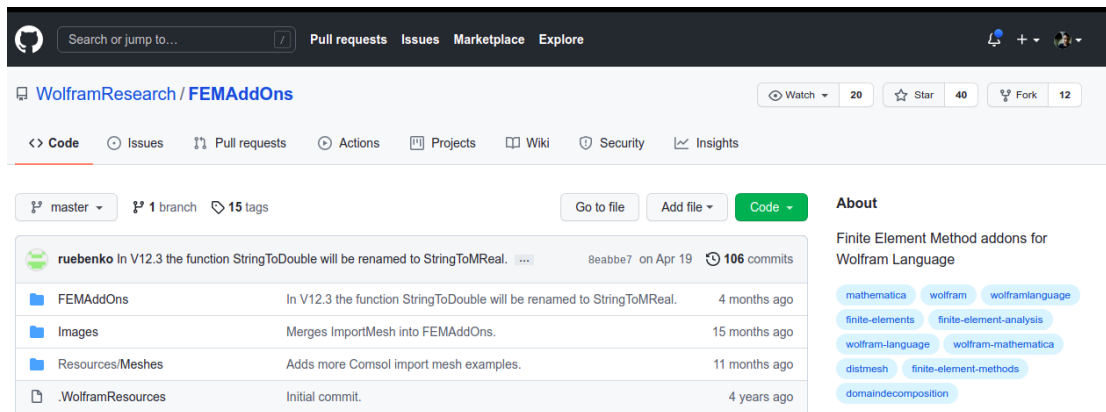 Search or jump to... /
Pull requests Issues Marketplace Explore
WolframResearch / FEMAddOns
Watch 20 Star 40 Fork 12
<> Code Issues Pull requests Actions Projects Wiki Security Insights
master 1 branch 15 tags Go to file Add file Code
ruebenko In V12.3 the function StringToDouble will be renamed to StringToMReal. ... 8eabbe7 on Apr 19 106 commits
FEMAddOns In V12.3 the function StringToDouble will be renamed to StringToMReal. 4 months ago
Images Merges ImportMesh into FEMAddOns. 15 months ago
Resources/Meshes Adds more Comsol import mesh examples. 11 months ago
.WolframResources Initial commit. 4 years ago
About
Finite Element Method addons for
Wolfram Language
mathematica wolfram wolframlanguage
finite-elements finite-element-analysis
wolfram-language wolfram-mathematica
distmesh finite-element-methods
domaindecomposition